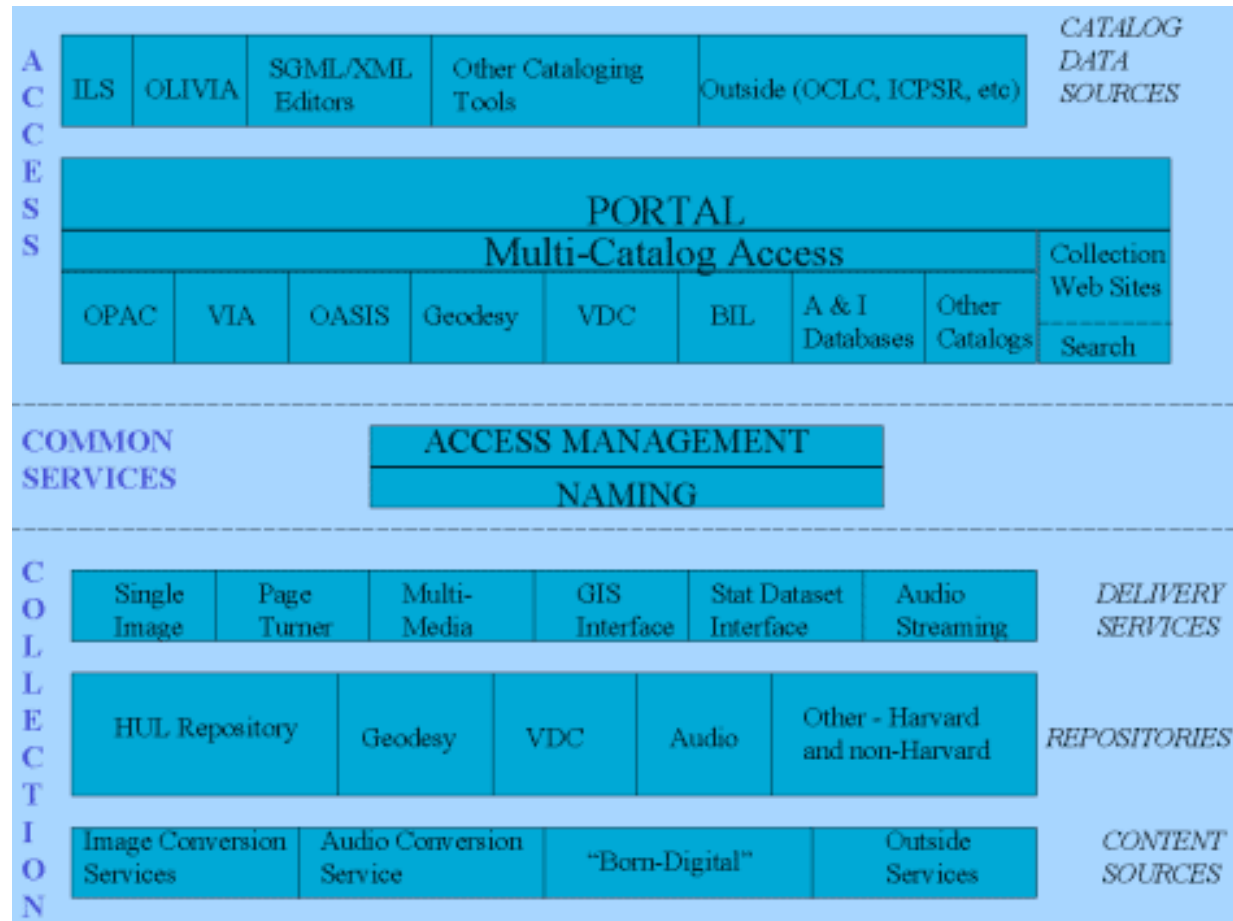 CATALOG
DATA
SOURCES
ACCESS
ILS
OLIVIA
SGML/XML
Editors
Other Cataloging
Tools
Outside (OCLC, ICPSR, etc)
PORTAL
Multi-Catalog Access
Collection
Web Sites
Search
OPAC
VIA
OASIS
Geodesy
VDC
BIL
A & I
Databases
Other
Catalogs
COMMON
SERVICES
ACCESS MANAGEMENT
NAMING
COLLECTION
Single
Image
Page
Turner
Multi-
Media
GIS
Interface
Stat Dataset
Interface
Audio
Streaming
DELIVERY
SERVICES
HUL Repository
Geodesy
VDC
Audio
Other - Harvard
and non-Harvard
REPOSITORIES
Image Conversion
Services
Audio Conversion
Service
“Born-Digital”
Outside
Services
CONTENT
SOURCES